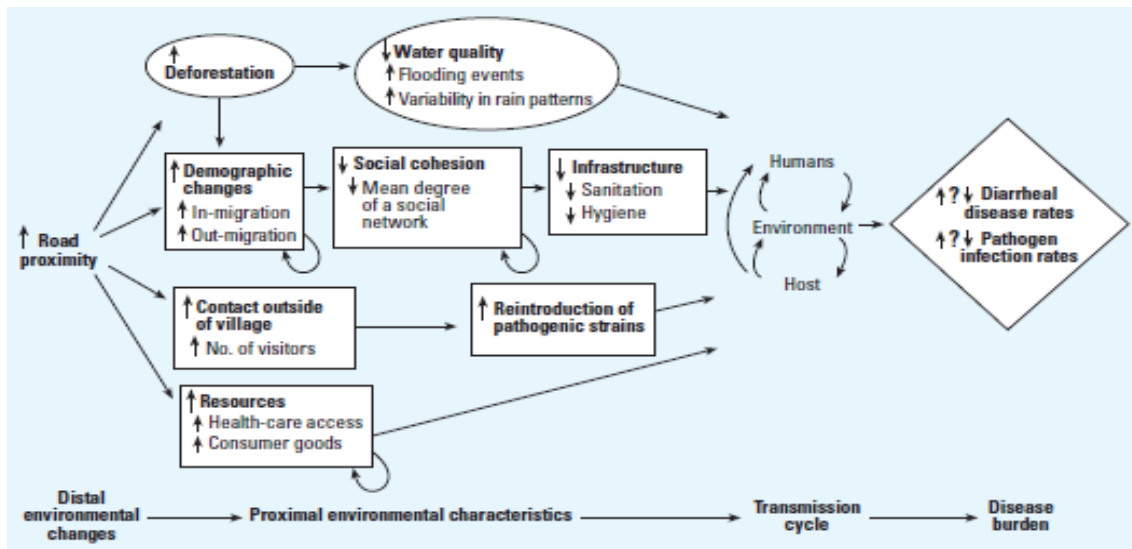 ↑
Deforestation
↓ Water quality
↑ Flooding events
↑ Variability in rain patterns
↑ Road
proximity
↑ Demographic
changes
↑ In-migration
↑ Out-migration
↓ Social cohesion
↓ Mean degree
of a social
network
↓ Infrastructure
↓ Sanitation
↓ Hygiene
Humans
Environment
Host
↑?↓ Diarrheal
disease rates
↑?↓ Pathogen
infection rates
↑ Contact outside
of village
↑ No. of visitors
↑ Reintroduction of
pathogenic strains
↑ Resources
↑ Health-care access
↑ Consumer goods
Distal
environmental
changes
Proximal environmental characteristics
Transmission
cycle
Disease
burden